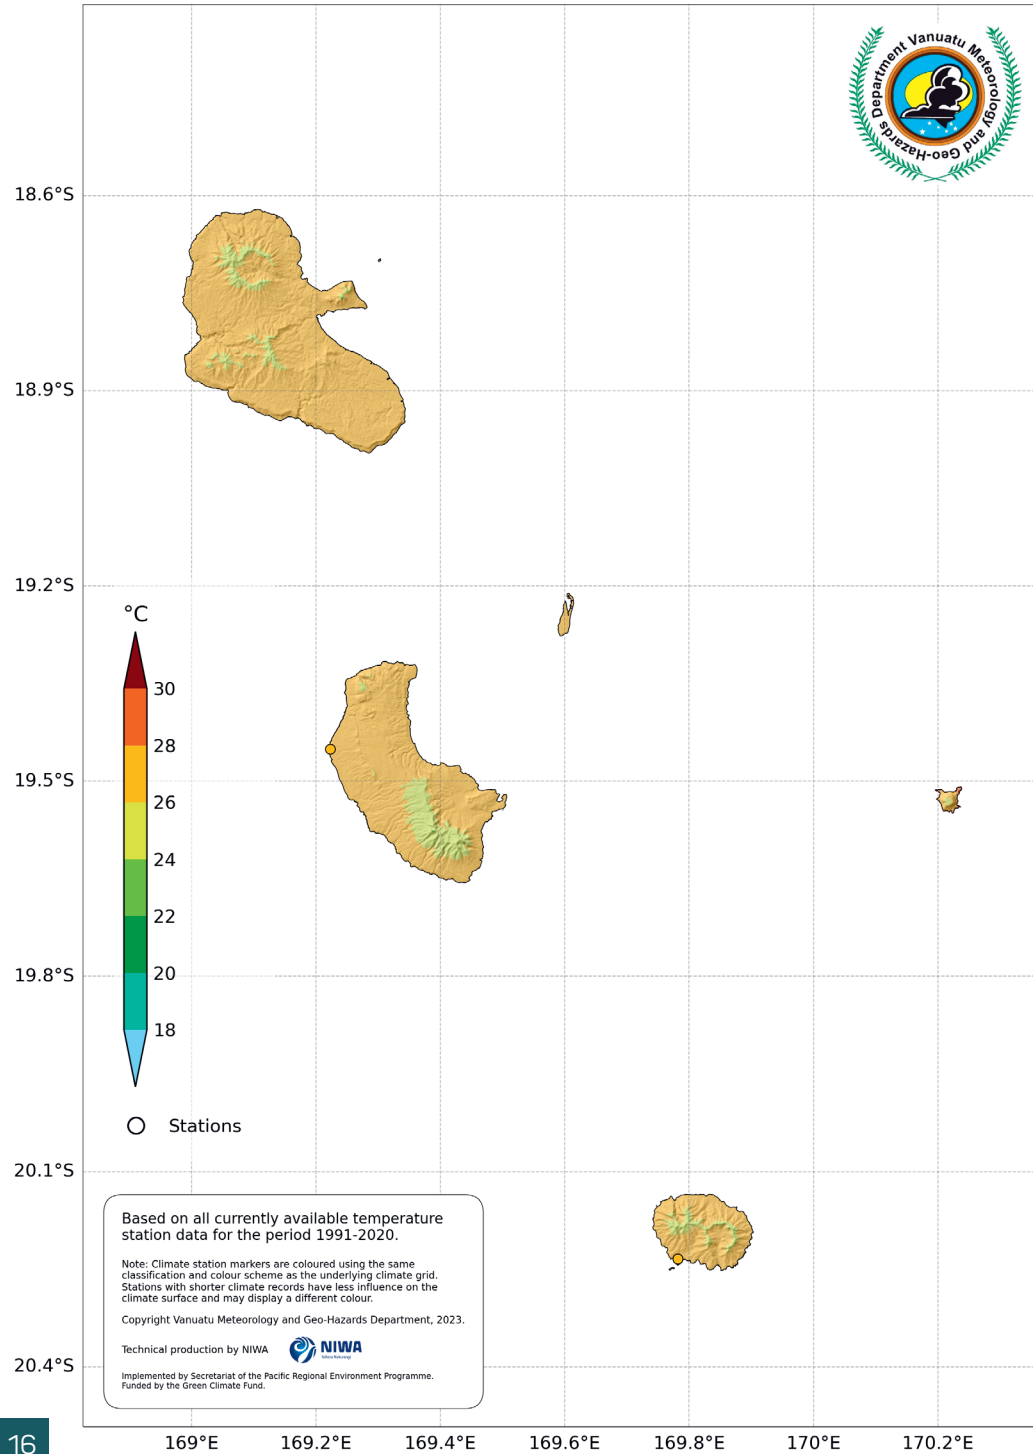 Vanuatu Meteorology and Geo-Hazards Department
18.6°S
18.9°S
19.2°S
°C
30
28
19.5°S
26
24
22
19.8°S
20
18
Stations
20.1°S
Based on all currently available temperature
station data for the period 1991-2020.
Note: Climate station markers are coloured using the same
classification and colour scheme as the underlying climate grid.
Stations with shorter climate records have less influence on the
climate surface and may display a different colour.
Copyright Vanuatu Meteorology and Geo-Hazards Department, 2023.
Technical production by NIWA
NIWA
Implemented by Secretariat of the Pacific Regional Environment Programme.
Funded by the Green Climate Fund.
20.4°S
16
169°E 169.2°E 169.4°E 169.6°E 169.8°E 170°E 170.2°E